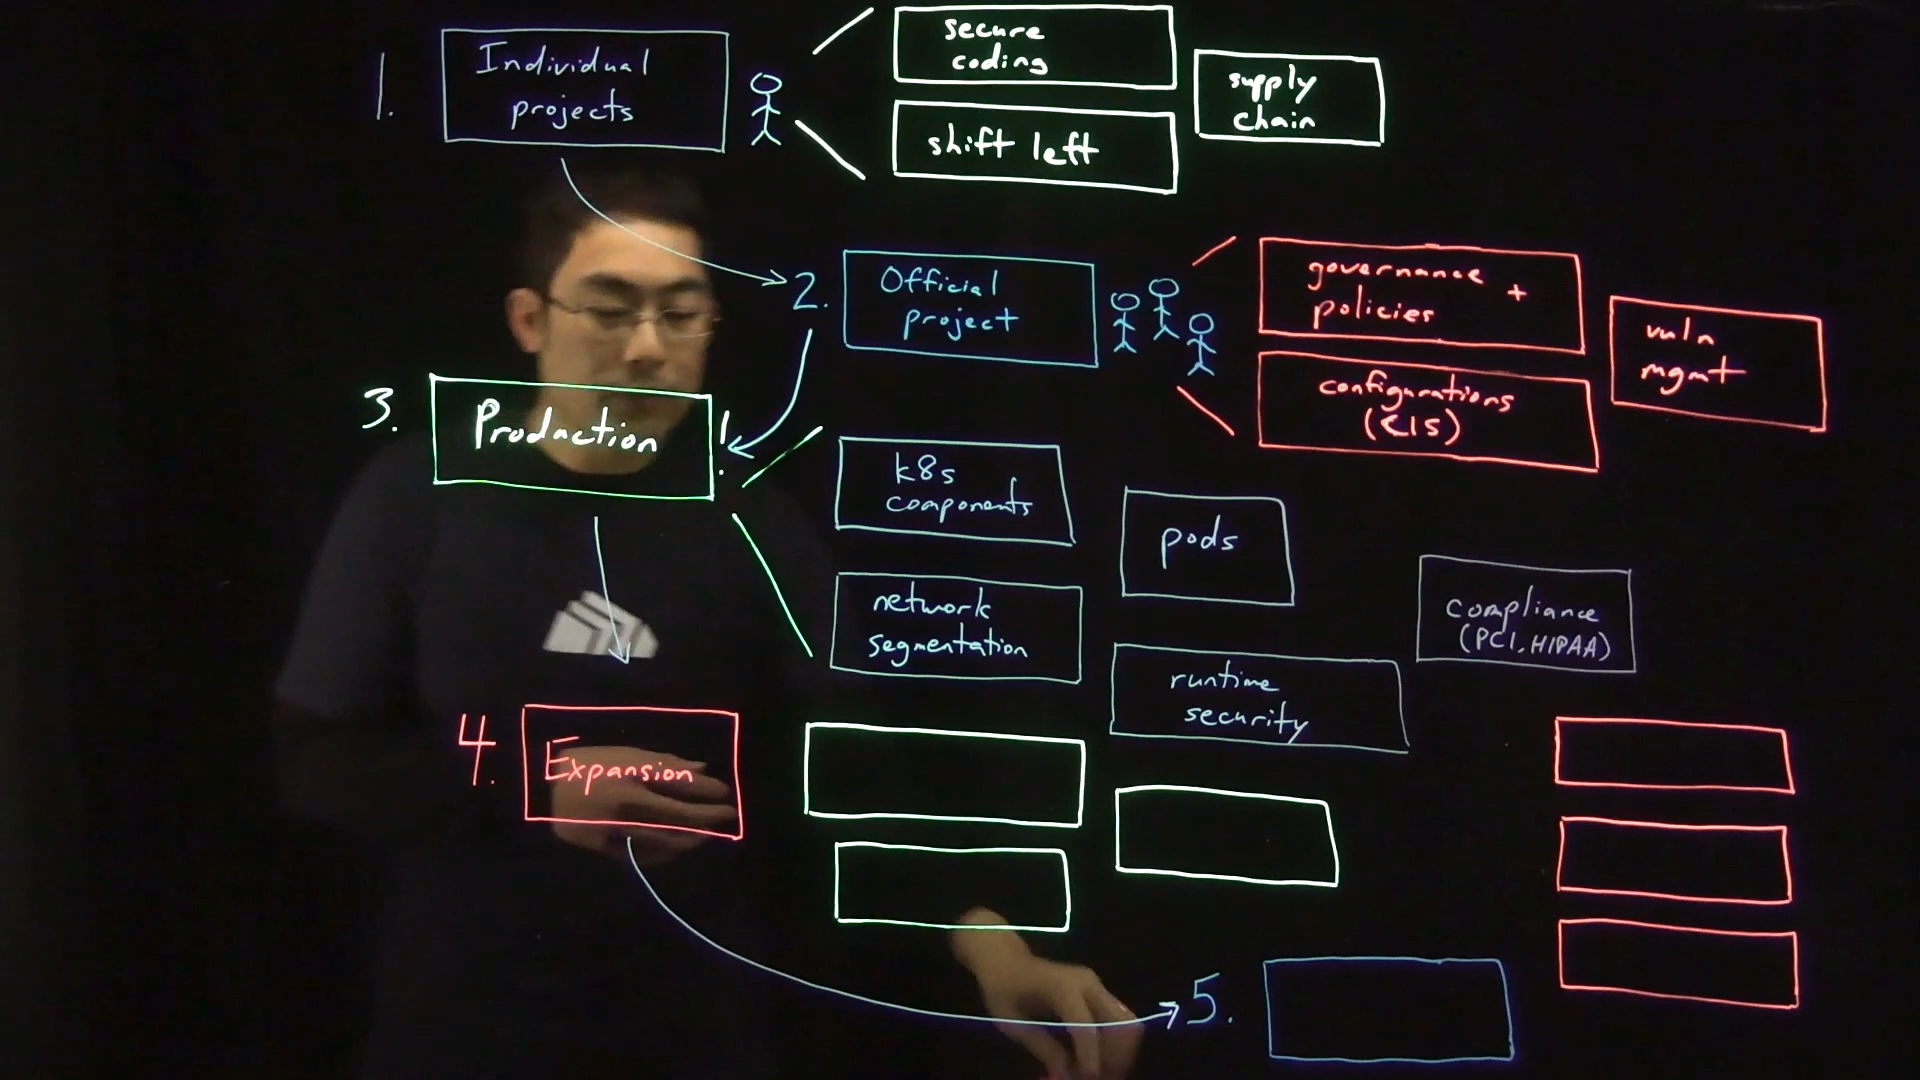 1.
Individual
projects
secure
coding
shift left
supply
chain
2.
Official
project
governance +
policies
configurations
(CIS)
vuln
mgmt
3.
Production
!
k8s
components
network
segmentation
pods
runtime
security
compliance
(PCI, HIPAA)
4.
Expansion
5.